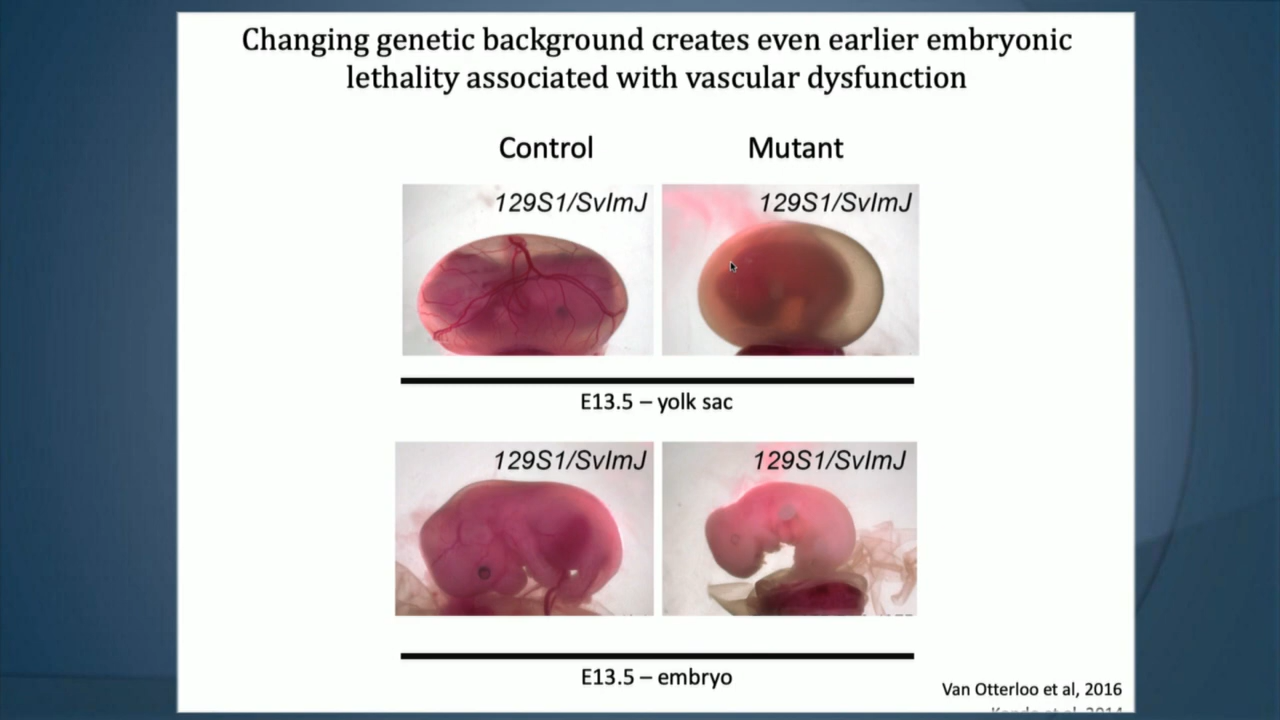 Changing genetic background creates even earlier embryonic
lethality associated with vascular dysfunction
Control
Mutant
129S1/SvImJ
129S1/SvImJ
E13.5 – yolk sac
129S1/SvImJ
129S1/SvImJ
E13.5 – embryo
Van Otterloo et al, 2016